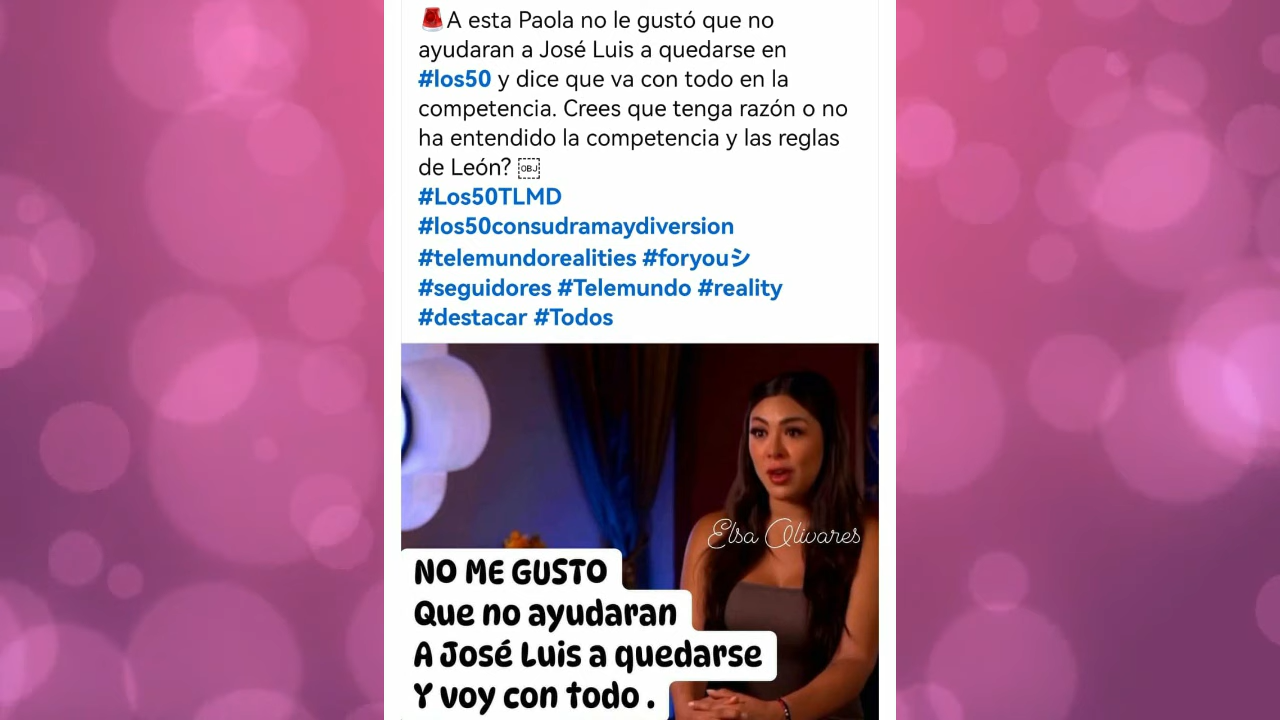 🚨A esta Paola no le gustó que no
ayudaran a José Luis a quedarse en
#los50 y dice que va con todo en la
competencia. Crees que tenga razón o no
ha entendido la competencia y las reglas
de León? ￼
#Los50TLMD
#los50consudramaydiversion
#telemundorealities #foryouシ
#seguidores #Telemundo #reality
#destacar #Todos
Elsa Olivares
NO ME GUSTO
Que no ayudaran
A José Luis a quedarse
Y voy con todo .